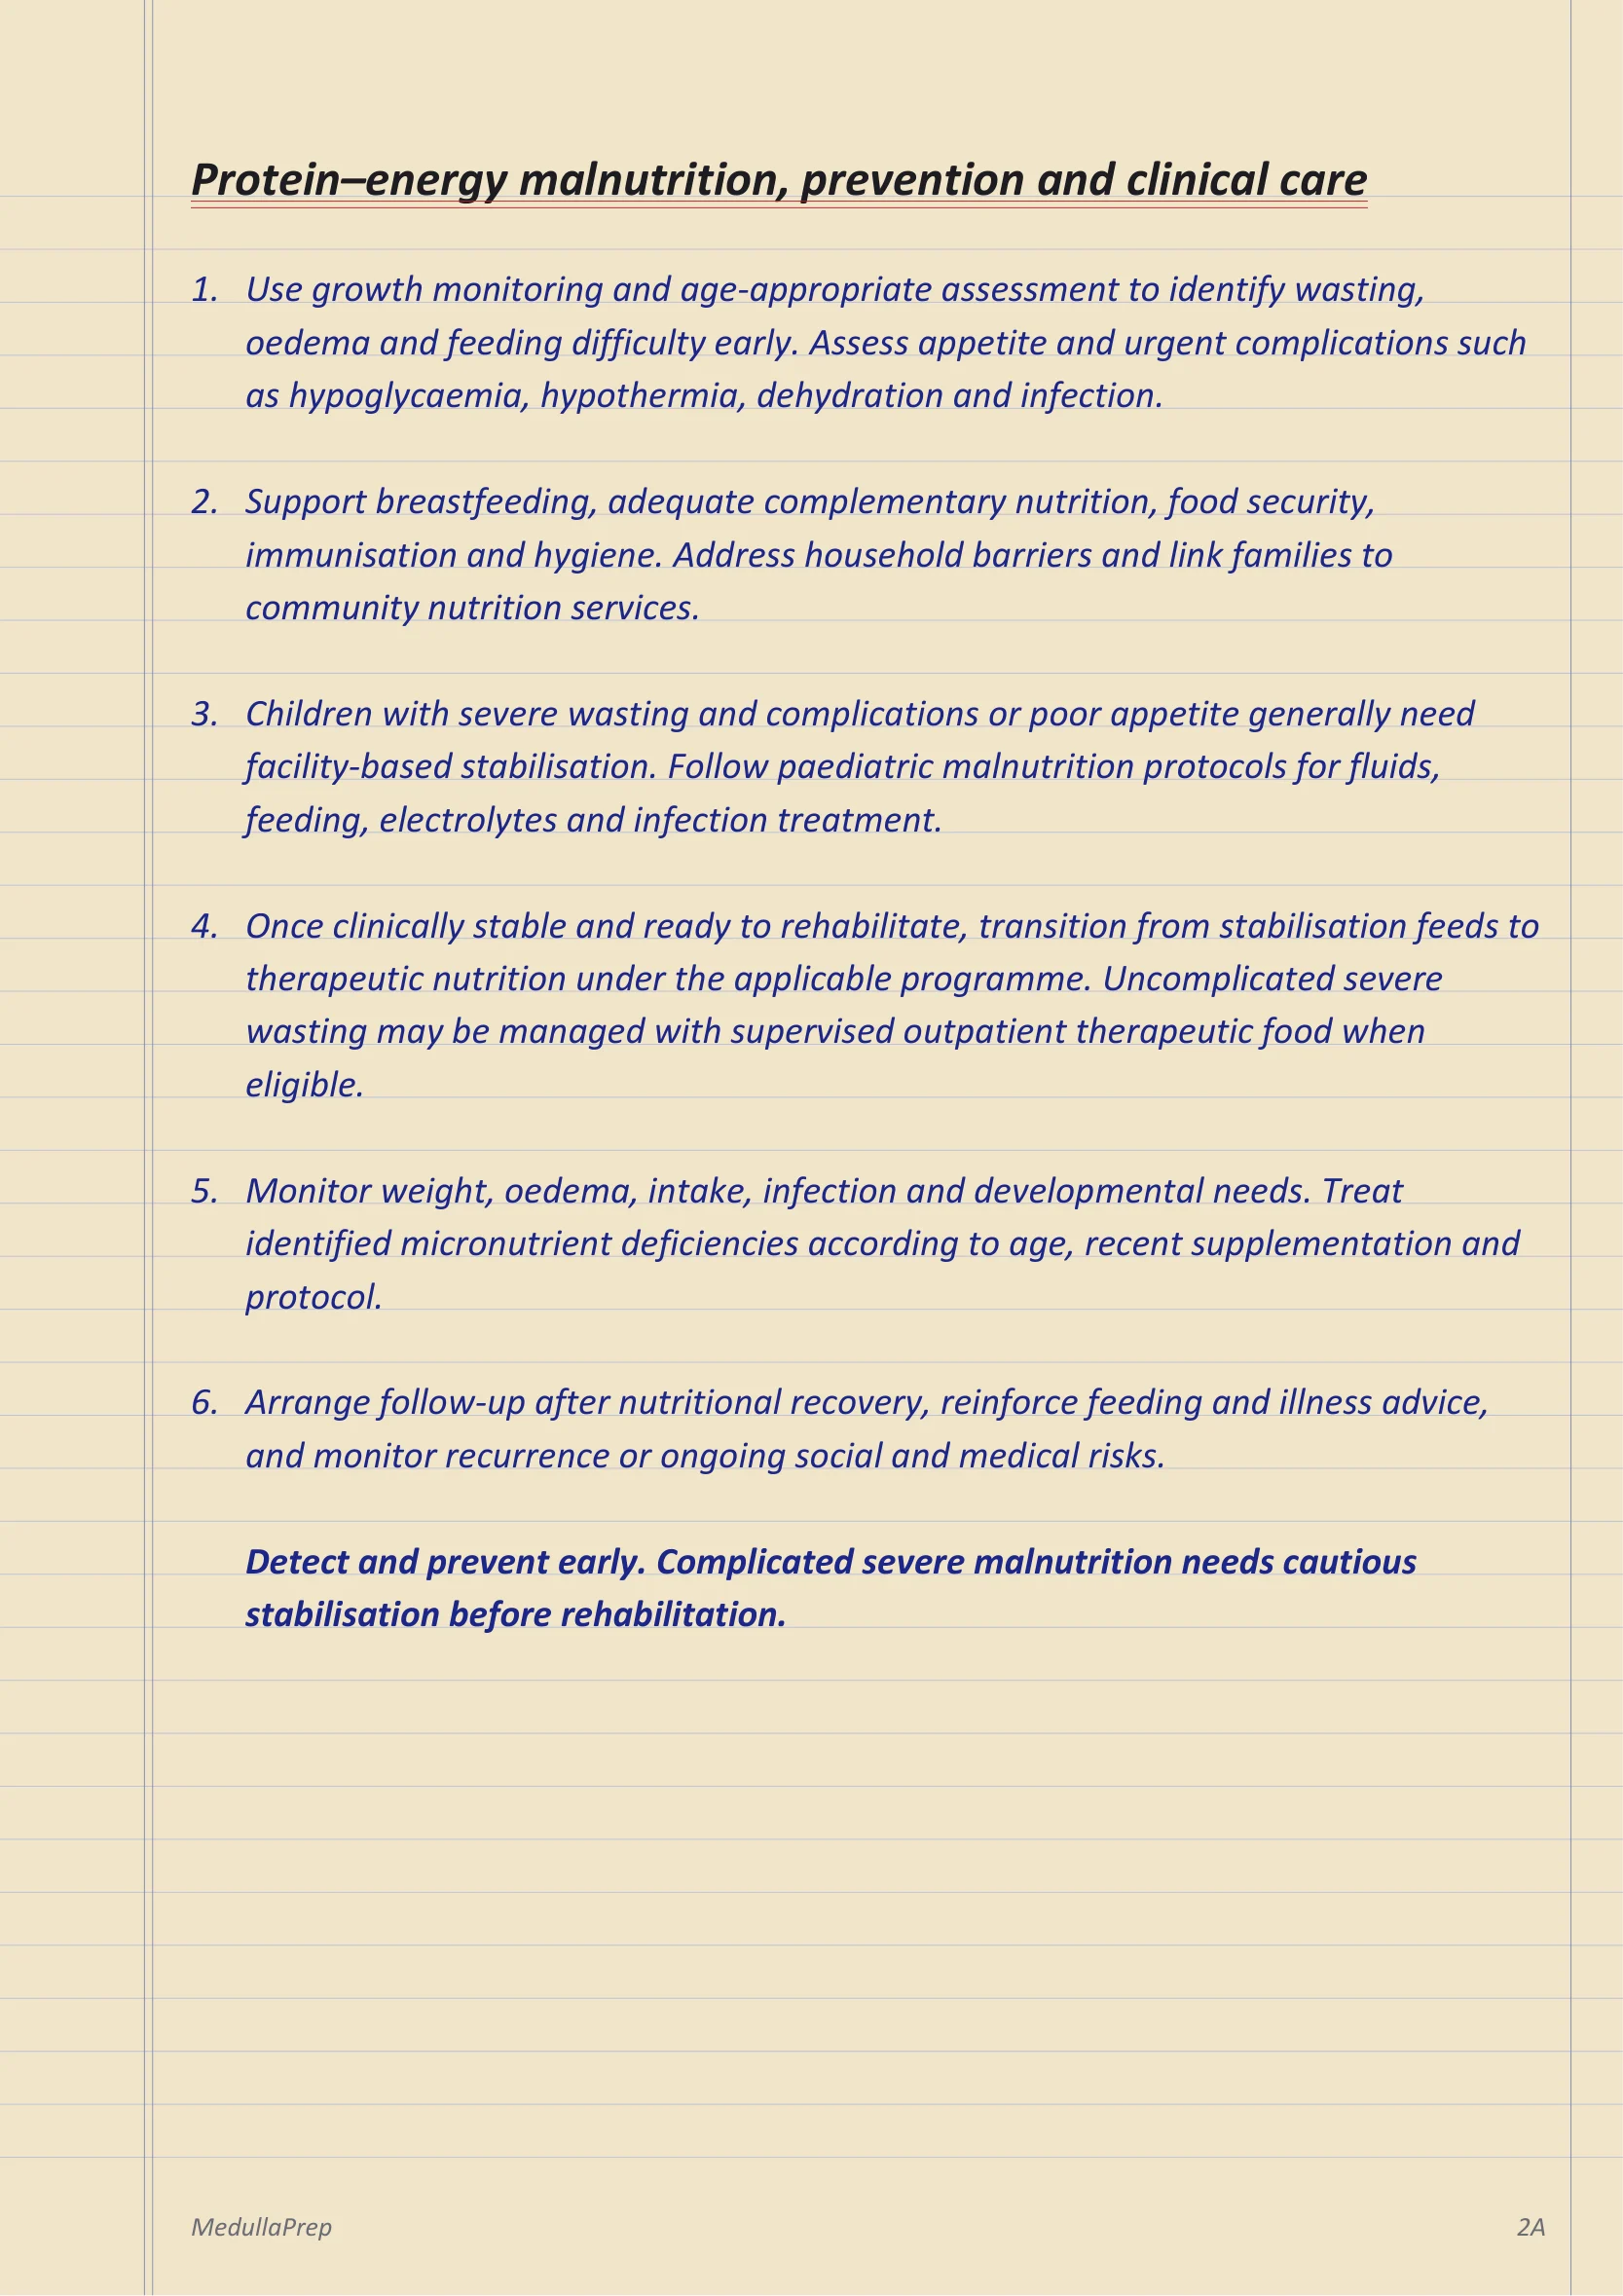 Protein–energy malnutrition, prevention and clinical care
1. Use growth monitoring and age-appropriate assessment to identify wasting,
oedema and feeding difficulty early. Assess appetite and urgent complications such
as hypoglycaemia, hypothermia, dehydration and infection.
2. Support breastfeeding, adequate complementary nutrition, food security,
immunisation and hygiene. Address household barriers and link families to
community nutrition services.
3. Children with severe wasting and complications or poor appetite generally need
facility-based stabilisation. Follow paediatric malnutrition protocols for fluids,
feeding, electrolytes and infection treatment.
4. Once clinically stable and ready to rehabilitate, transition from stabilisation feeds to
therapeutic nutrition under the applicable programme. Uncomplicated severe
wasting may be managed with supervised outpatient therapeutic food when
eligible.
5. Monitor weight, oedema, intake, infection and developmental needs. Treat
identified micronutrient deficiencies according to age, recent supplementation and
protocol.
6. Arrange follow-up after nutritional recovery, reinforce feeding and illness advice,
and monitor recurrence or ongoing social and medical risks.
Detect and prevent early. Complicated severe malnutrition needs cautious
stabilisation before rehabilitation.
MedullaPrep
2A